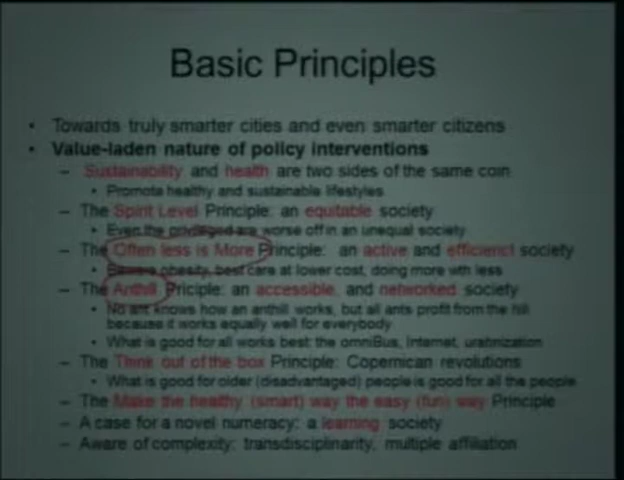 Basic Principles
• Towards truly smarter cities and even smarter citizens
• Value-laden nature of policy interventions
– Sustainability and health are two sides of the same coin
• Promote healthy and sustainable lifestyles
– The Spirit Level Principle: an equitable society
• Even the privileged are worse off in an unequal society
– The Often less is More Principle: an active and efficient society
• obesity, best care at lower cost, doing more with less
– The Anthill Priciple: an accessible, and networked society
• No ant knows how an anthill works, but all ants profit from the hill
because it works equally well for everybody
• What is good for all works best: the omniBus, Internet, urabnization
– The Think out of the box Principle: Copernican revolutions
• What is good for older (disadvantaged) people is good for all the people
– The Make the healthy (smart) way the easy (fun) way Principle
– A case for a novel numeracy: a learning society
– Aware of complexity: transdisciplinarity, multiple affiliation